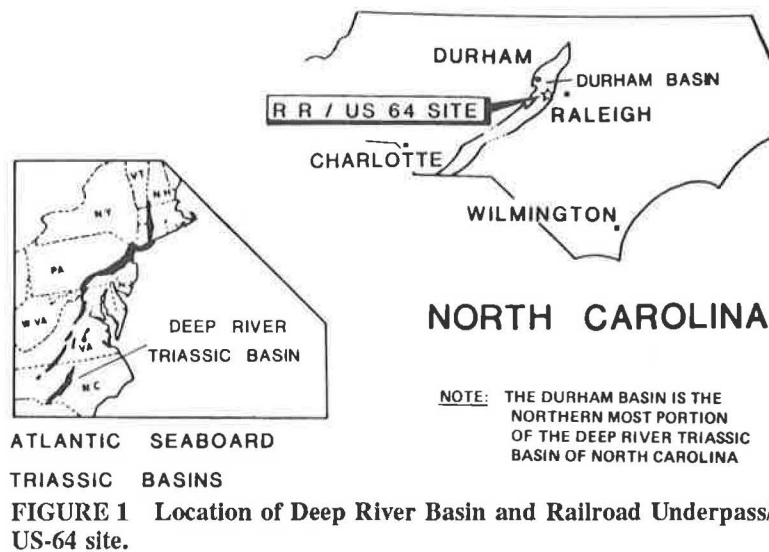 DURHAM
DURHAM BASIN
R R / US 64 SITE
RALEIGH
CHARLOTTE
WILMINGTON
NORTH CAROLINA
VT
N.H
N.Y
PA
W.VA
VA
N.C
DEEP RIVER
TRIASSIC BASIN
ATLANTIC SEABOARD
TRIASSIC BASINS
NOTE: THE DURHAM BASIN IS THE
NORTHERN MOST PORTION
OF THE DEEP RIVER TRIASSIC
BASIN OF NORTH CAROLINA
FIGURE 1 Location of Deep River Basin and Railroad Underpass/
US-64 site.